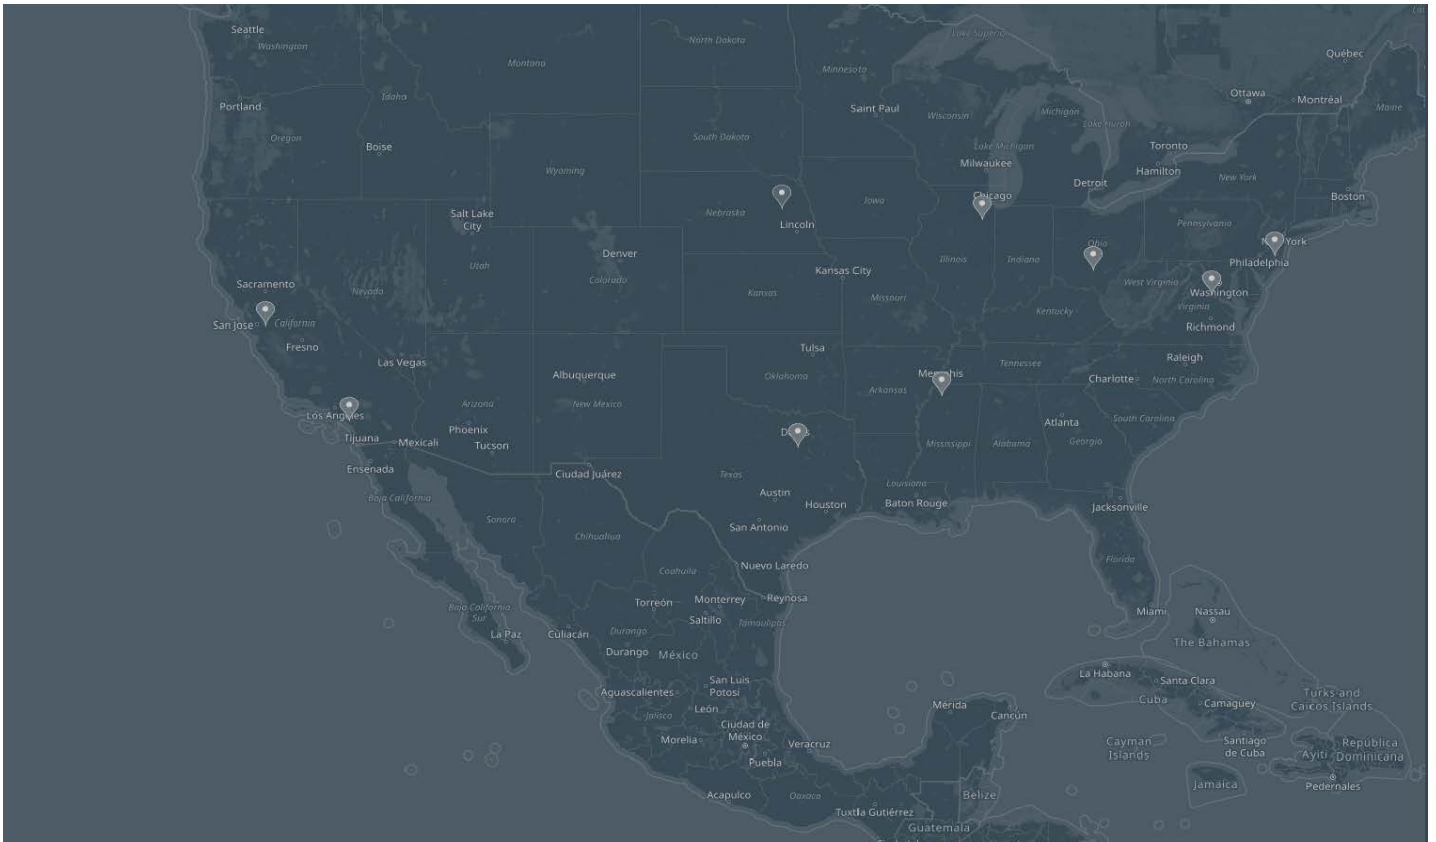 Seattle
Washington
Montana
North Dakota
Minnesota
Lake Superior
Québec
Portland
Idaho
Saint Paul
Wisconsin
Michigan
Lake Huron
Ottawa
Montréal
Maine
Oregon
Boise
South Dakota
Lake Michigan
Toronto
Milwaukee
Hamilton
Wyoming
Detroit
New York
Boston
Chicago
Iowa
Nebraska
Lincoln
Salt Lake
City
Pennsylvania
Ohio
Denver
Utah
Colorado
Kansas City
Illinois
Indiana
Philadelphia
Sacramento
Nevada
Kansas
Missouri
West Virginia
Washington
Virginia
Kentucky
San Jose
California
Richmond
Fresno
Las Vegas
Tulsa
Raleigh
Tennessee
Albuquerque
Oklahoma
Arkansas
Charlotte
North Carolina
Los Angeles
Arizona
New Mexico
South Carolina
Phoenix
Atlanta
Tijuana
Mexicali
Tucson
Mississippi
Alabama
Georgia
Ensenada
Ciudad Juárez
Texas
Louisiana
Baja California
Austin
Houston
Baton Rouge
Jacksonville
Sonora
San Antonio
Chihuahua
Florida
Coahuila
Nuevo Laredo
Torreón
Monterrey
Reynosa
Baja California
Sur
Saltillo
Tamaulipas
Miami
Nassau
La Paz
Culiacán
Durango
Durango
México
The Bahamas
La Habana
Santa Clara
Aguascalientes
San Luis
Potosí
Cuba
Camagüey
Turks and
Caicos Islands
León
Mérida
Cancún
Jalisco
Ciudad de
México
Morelia
Veracruz
Puebla
Cayman
Islands
Santiago
de Cuba
Ayiti
República
Dominicana
Jamaica
Pedernales
Acapulco
Oaxaca
Belize
Tuxtla Gutiérrez
Guatemala